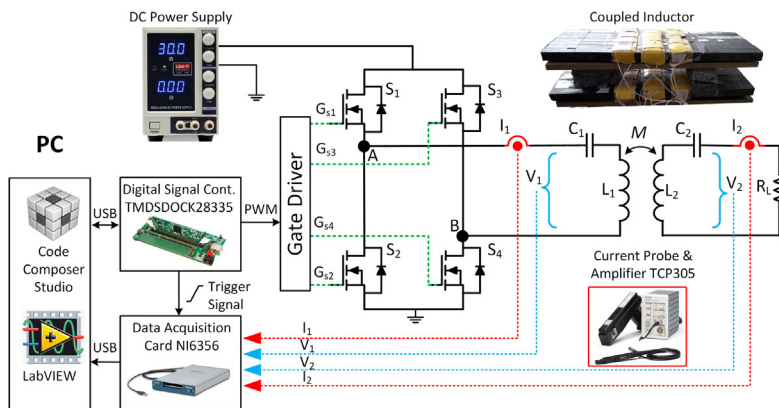 DC Power Supply
Coupled Inductor
30.0
0.00
UNI-T
S1
S3
Gs1
Gs3
A
I1
C1
M
C2
I2
PC
V1
L1
L2
V2
RL
Digital Signal Cont.
TMDSDOCK28335
USB
PWM
Gate Driver
Code
Composer
Studio
Gs4
B
Gs2
S2
S4
Trigger
Signal
Current Probe &
Amplifier TCP305
Data Acquisition
Card NI6356
USB
LabVIEW
I1
V1
V2
I2